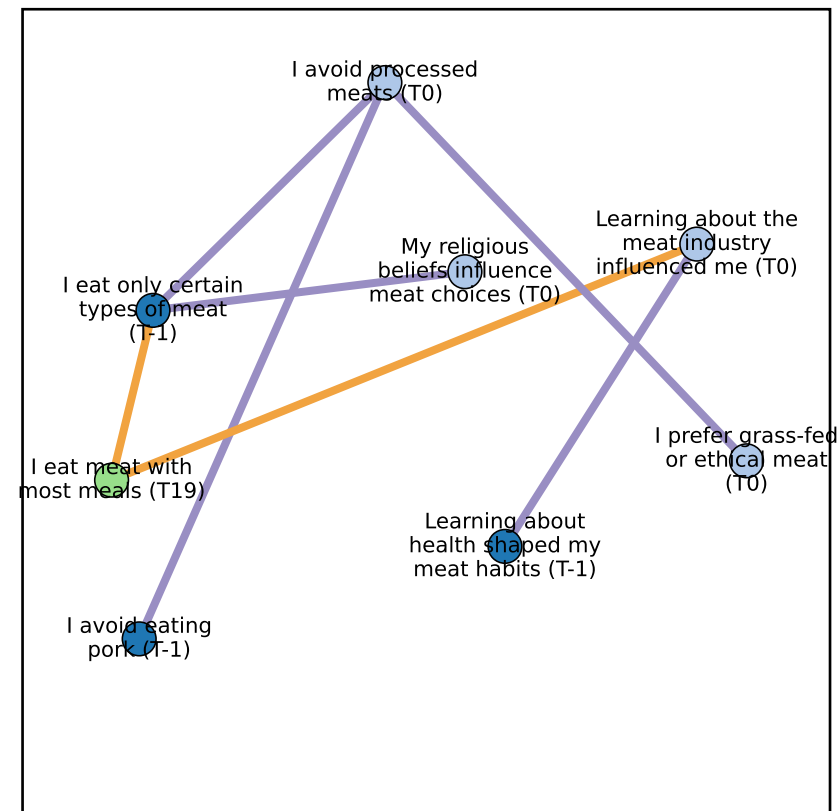 I avoid processed
meats (T0)
Learning about the
meat industry
influenced me (T0)
My religious
beliefs influence
meat choices (T0)
I eat only certain
types of meat
(T-1)
I prefer grass-fed
or ethical meat
(T0)
I eat meat with
most meals (T19)
Learning about
health shaped my
meat habits (T-1)
I avoid eating
pork (T-1)